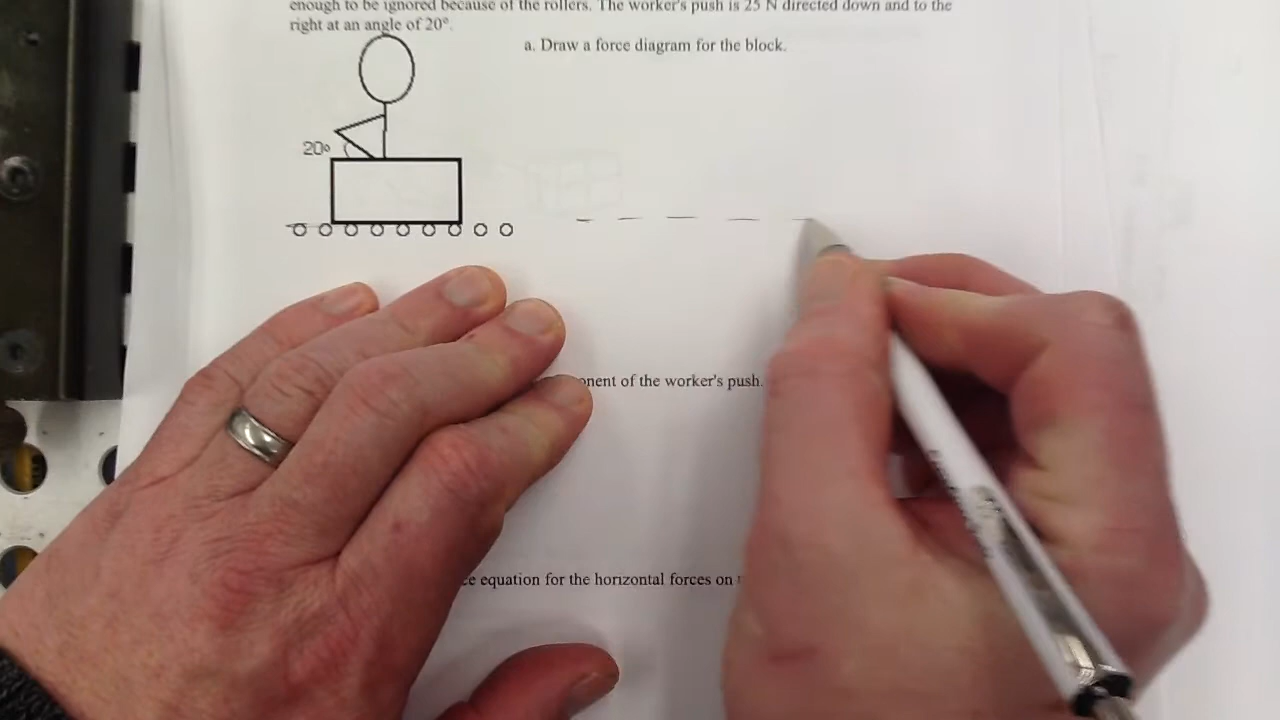 enough to be ignored because of the rollers. The worker's push is 25 N directed down and to the
right at an angle of 20°.
a. Draw a force diagram for the block.
20°
of the worker's push.
equation for the horizontal forces on